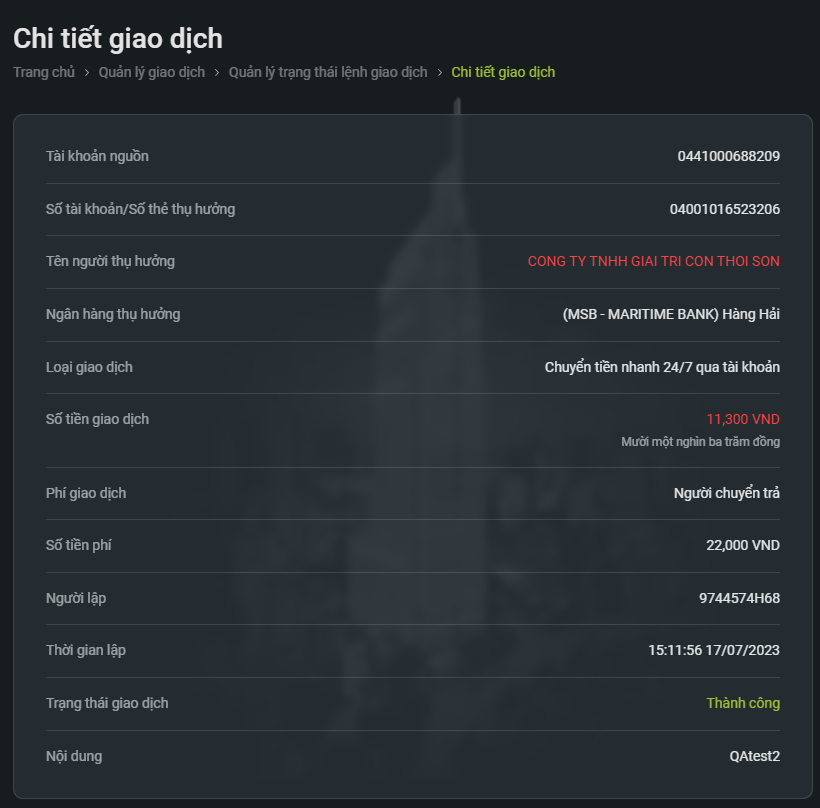 Chi tiết giao dịch
Trang chủ › Quản lý giao dịch › Quản lý trạng thái lệnh giao dịch › Chi tiết giao dịch
Tài khoản nguồn 0441000688209
Số tài khoản/Số thẻ thụ hưởng 04001016523206
Tên người thụ hưởng CONG TY TNHH GIAI TRI CON THOI SON
Ngân hàng thụ hưởng (MSB - MARITIME BANK) Hàng Hải
Loại giao dịch Chuyển tiền nhanh 24/7 qua tài khoản
Số tiền giao dịch 11,300 VND
Mười một nghìn ba trăm đồng
Phí giao dịch Người chuyển trả
Số tiền phí 22,000 VND
Người lập 9744574H68
Thời gian lập 15:11:56 17/07/2023
Trạng thái giao dịch Thành công
Nội dung QAtest2